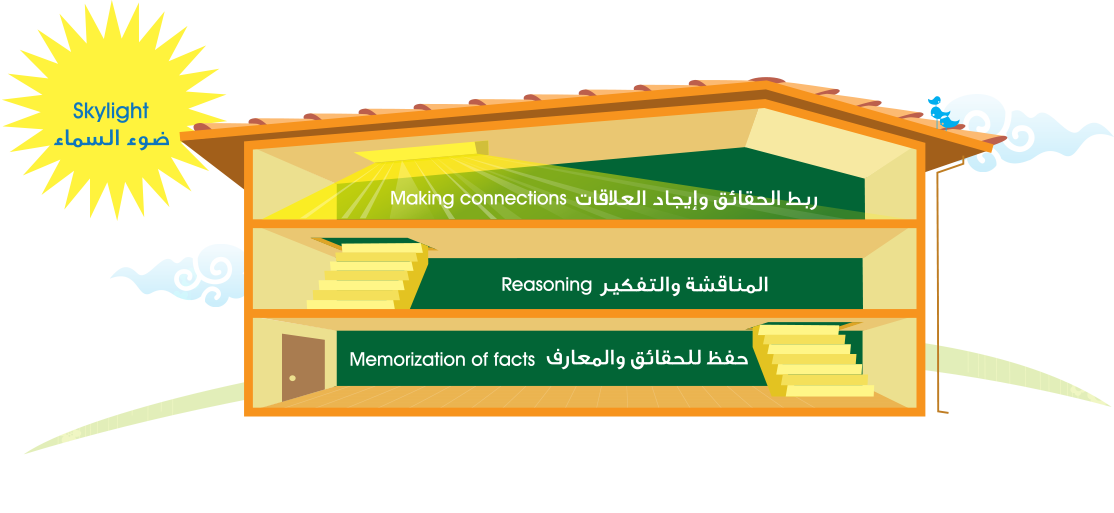 Skylight
ضوء السماء
Making connections ربط الحقائق وإيجاد العلاقات
Reasoning المناقشة والتفكير
Memorization of facts حفظ للحقائق والمعارف